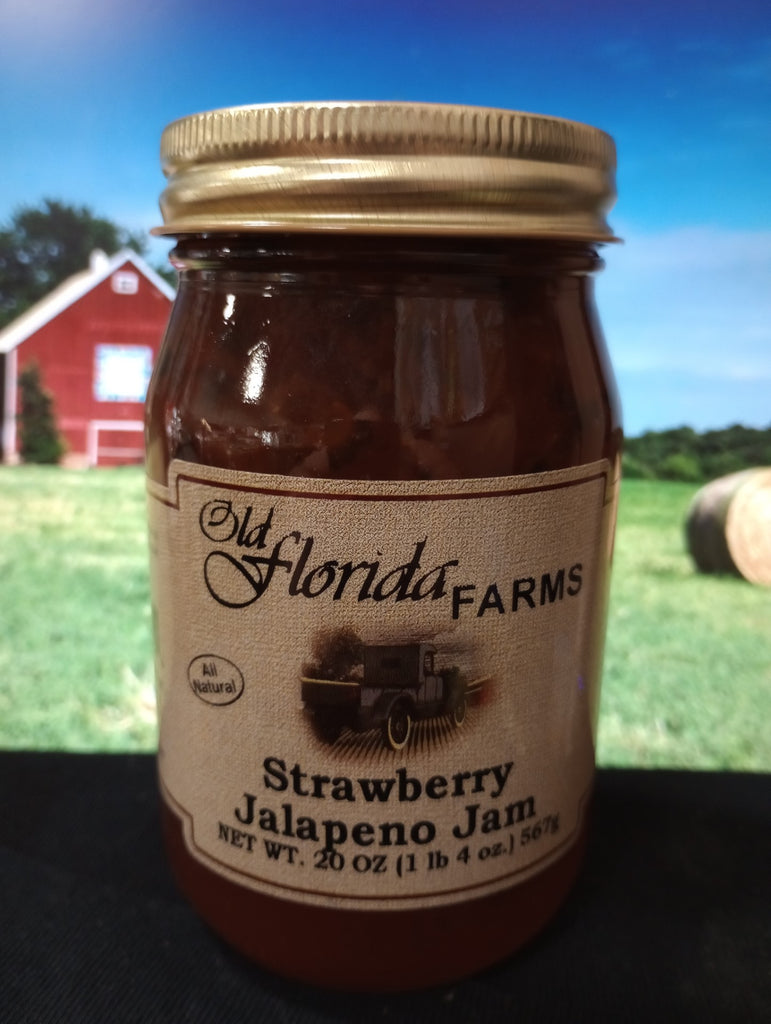 Old
Florida FARMS
All
Natural
Strawberry
Jalapeno Jam
NET WT. 20 OZ (1 lb 4 oz.) 567g